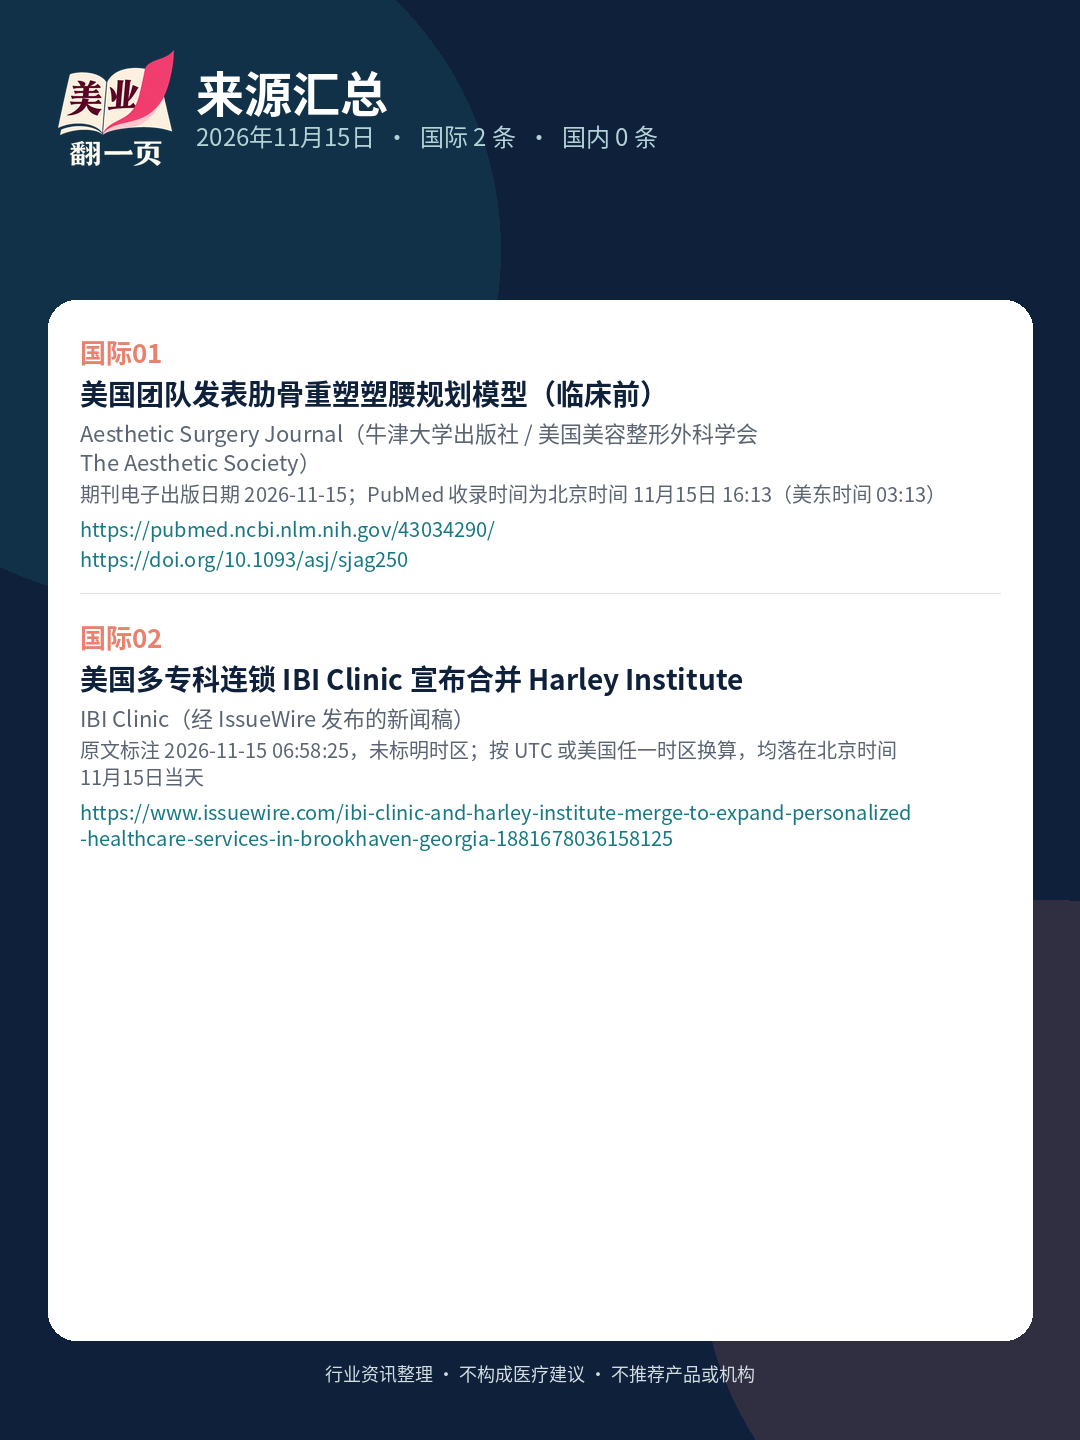 美业
翻一页
来源汇总
2026年11月15日 · 国际 2 条 · 国内 0 条
国际01
美国团队发表肋骨重塑塑腰规划模型（临床前）
Aesthetic Surgery Journal（牛津大学出版社 / 美国美容整形外科学会
The Aesthetic Society）
期刊电子出版日期 2026-11-15；PubMed 收录时间为北京时间 11月15日 16:13（美东时间 03:13）
https://pubmed.ncbi.nlm.nih.gov/43034290/
https://doi.org/10.1093/asj/sjag250
国际02
美国多专科连锁 IBI Clinic 宣布合并 Harley Institute
IBI Clinic（经 IssueWire 发布的新闻稿）
原文标注 2026-11-15 06:58:25，未标明时区；按 UTC 或美国任一时区换算，均落在北京时间
11月15日当天
https://www.issuewire.com/ibi-clinic-and-harley-institute-merge-to-expand-personalized
-healthcare-services-in-brookhaven-georgia-1881678036158125
行业资讯整理 · 不构成医疗建议 · 不推荐产品或机构